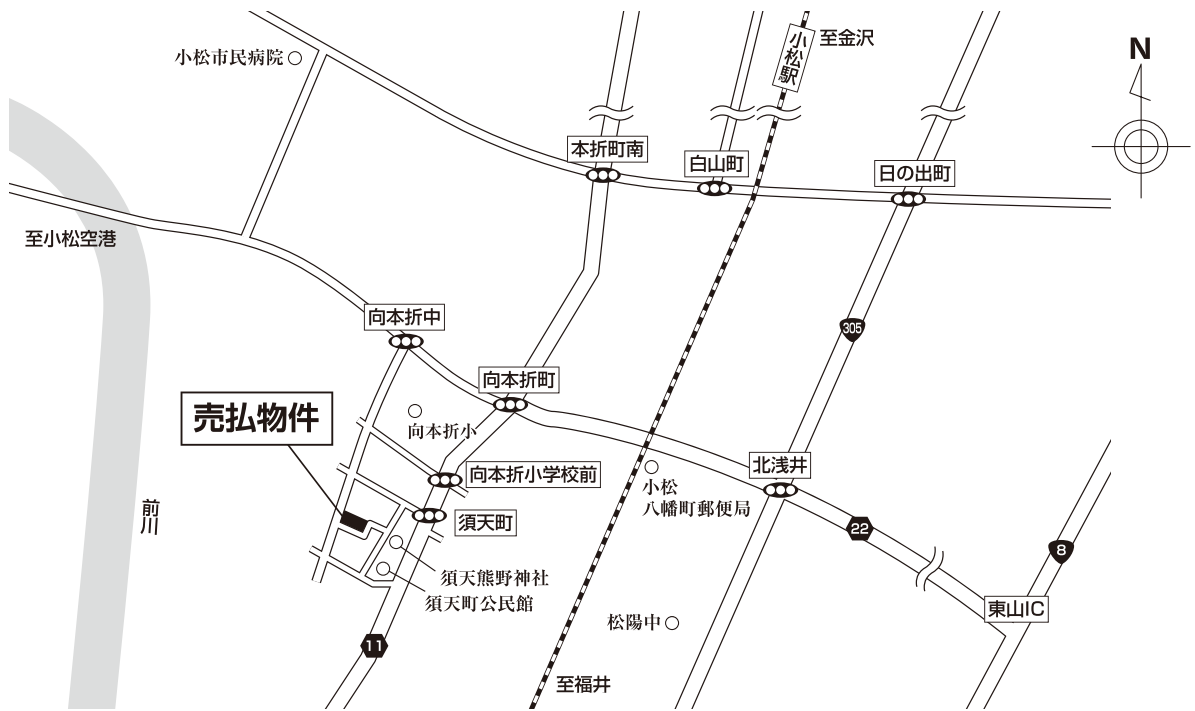 小松市民病院
小松駅
至金沢
N
本折町南
白山町
日の出町
至小松空港
305
向本折中
向本折町
売払物件
向本折小
向本折小学校前
北浅井
小松
八幡町郵便局
前川
須天町
22
8
須天熊野神社
須天町公民館
東山IC
松陽中
11
至福井